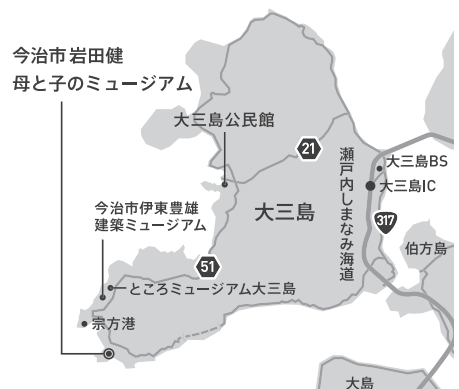 今治市 岩田健
母と子のミュージアム
大三島公民館
21
瀬戸内しまなみ海道
大三島BS
大三島IC
大三島
317
今治市伊東豊雄
建築ミュージアム
伯方島
51
ところミュージアム大三島
宗方港
大島